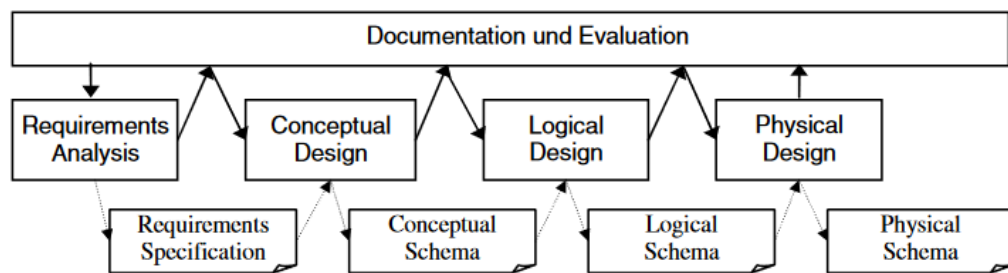 Documentation und Evaluation
Requirements
Analysis
Conceptual
Design
Logical
Design
Physical
Design
Requirements
Specification
Conceptual
Schema
Logical
Schema
Physical
Schema